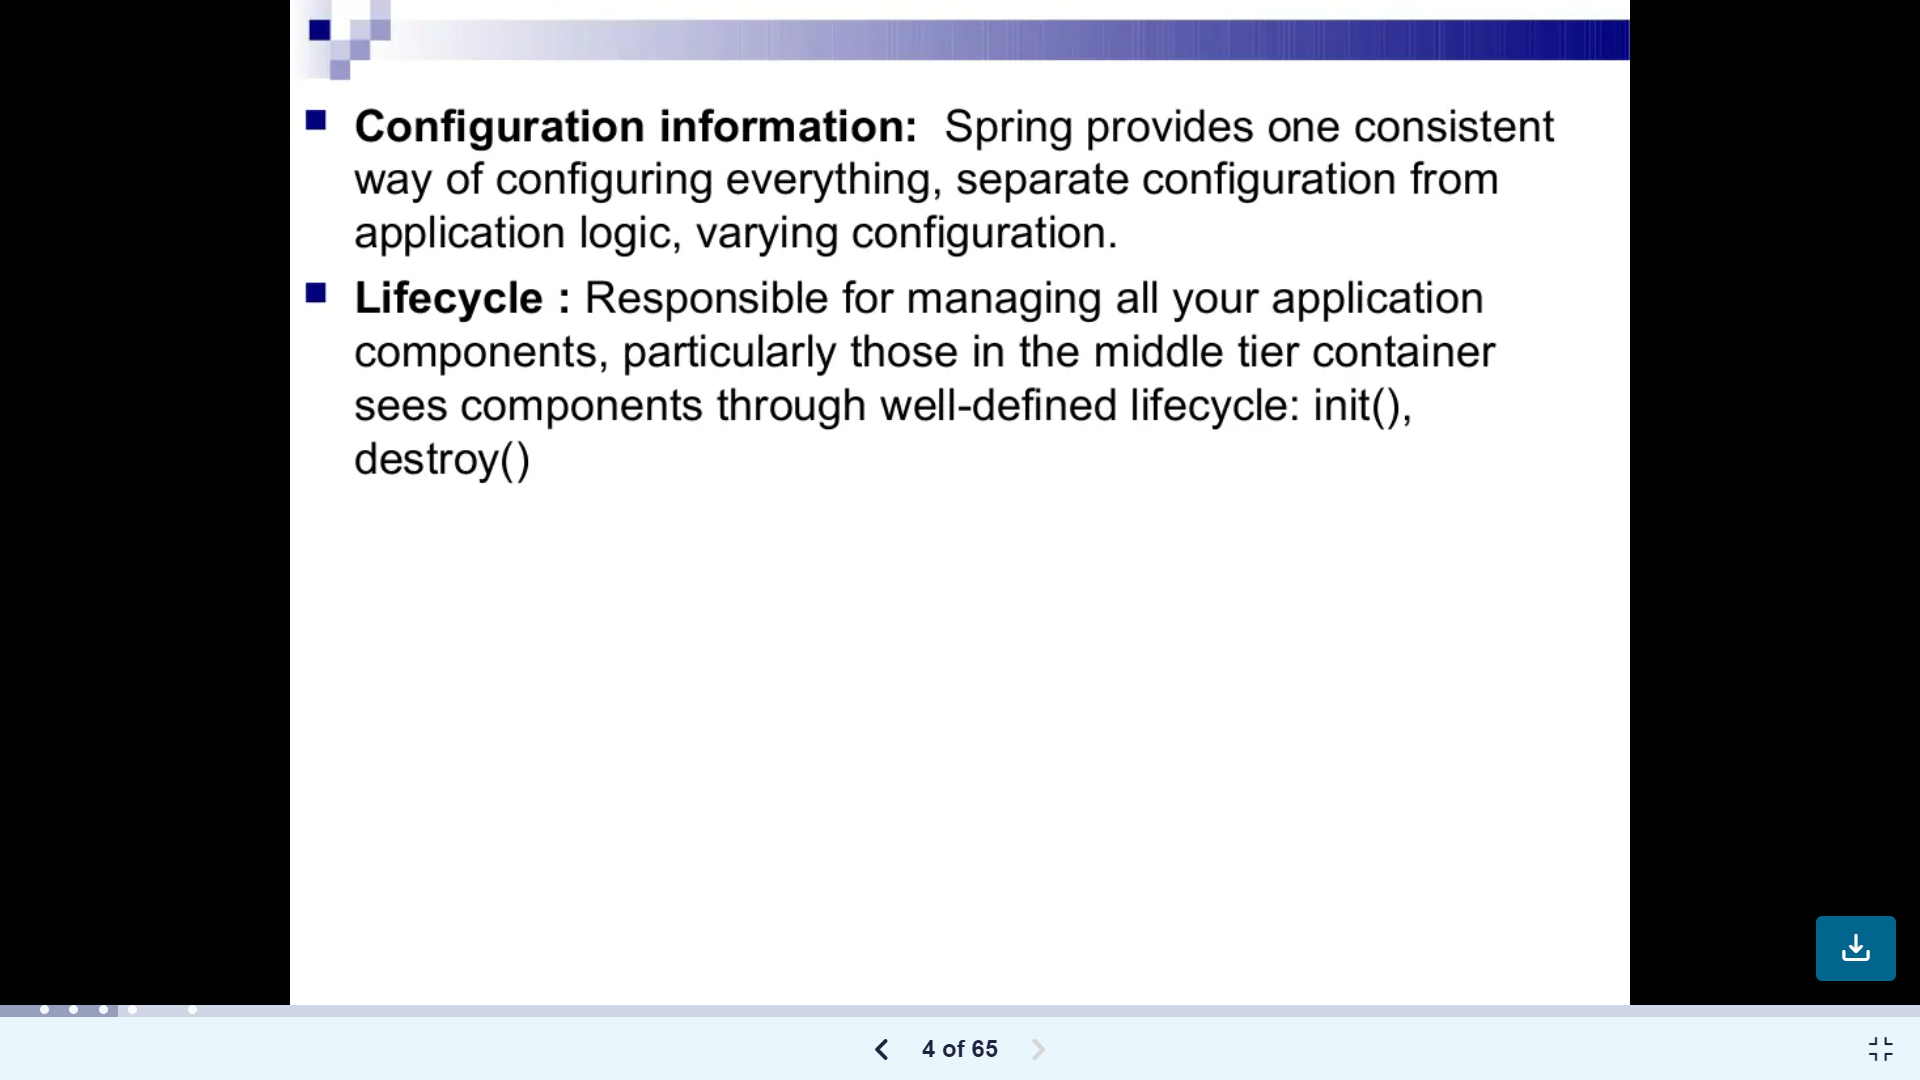 Configuration information:  Spring provides one consistent
way of configuring everything, separate configuration from
application logic, varying configuration.
Lifecycle : Responsible for managing all your application
components, particularly those in the middle tier container
sees components through well-defined lifecycle: init(),
destroy()
4 of 65